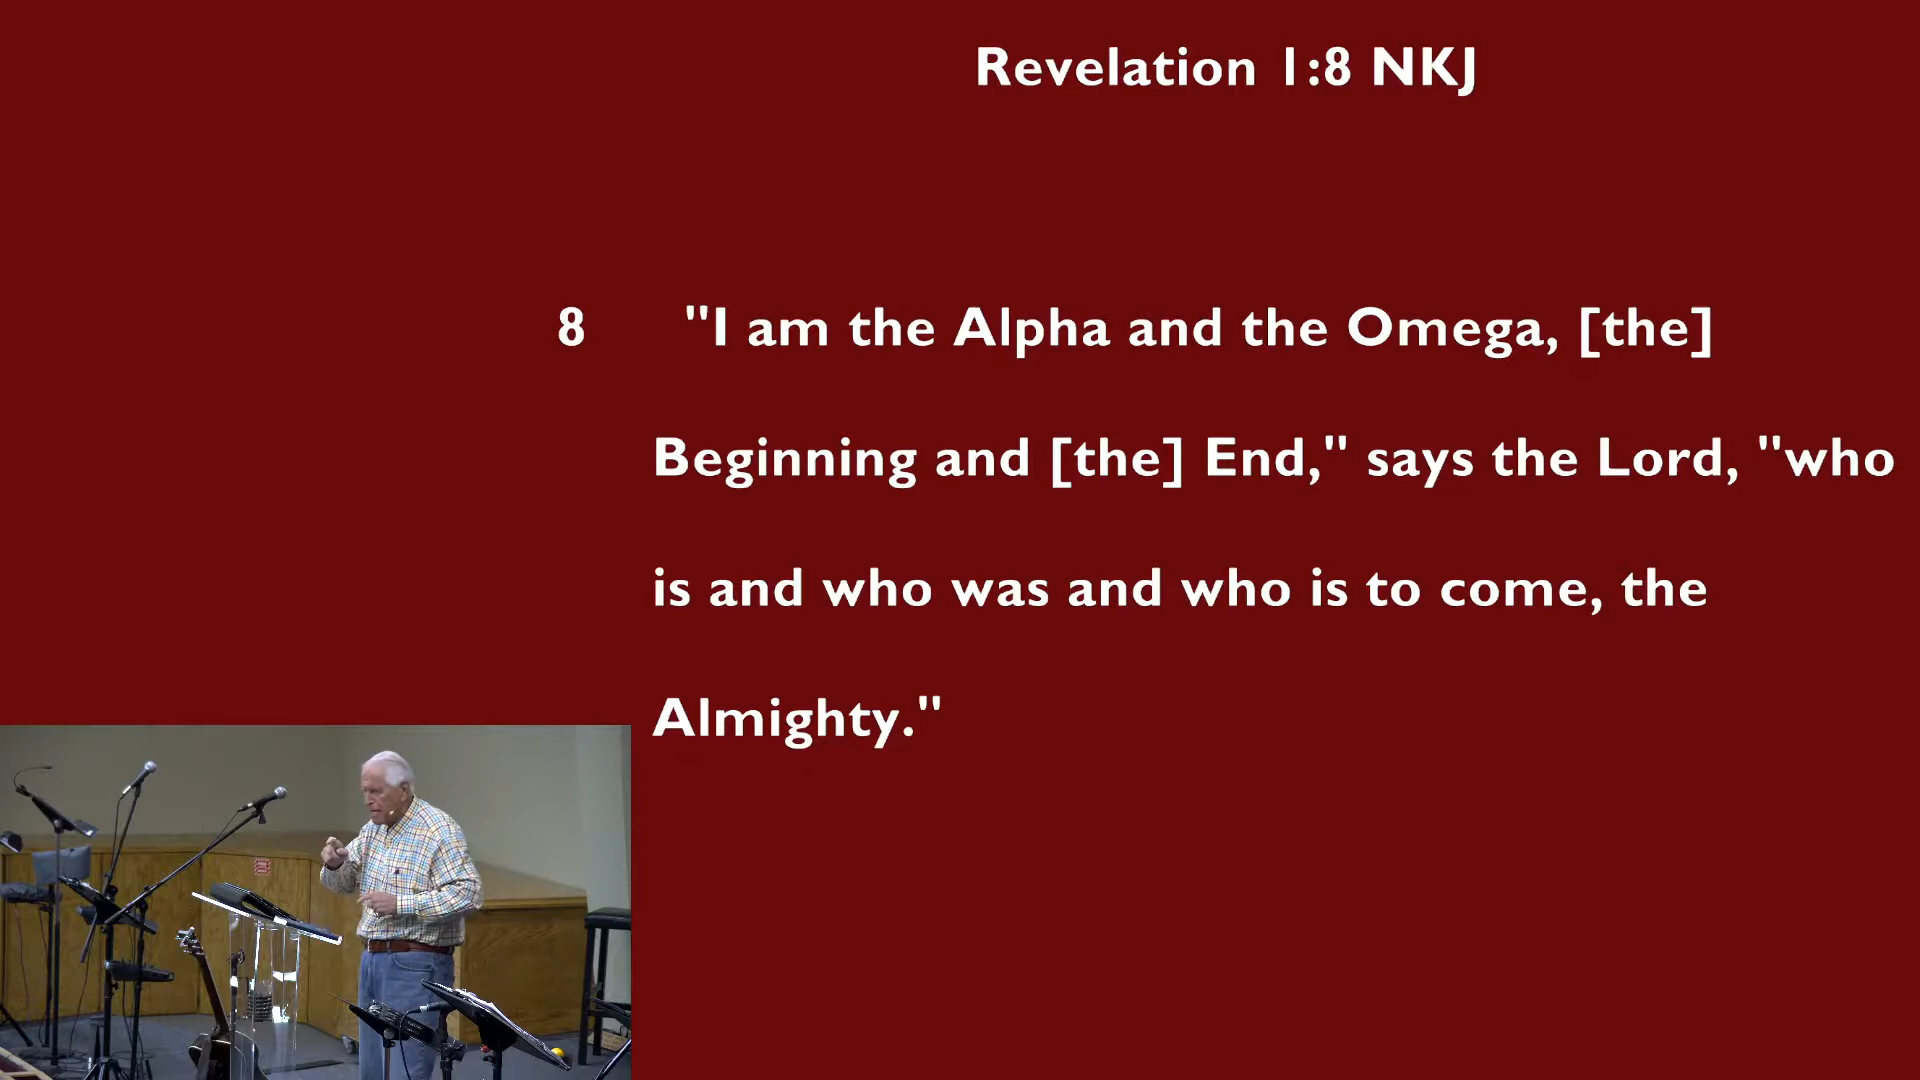 Revelation 1:8 NKJ
8 "I am the Alpha and the Omega, [the]
Beginning and [the] End," says the Lord, "who
is and who was and who is to come, the
Almighty."